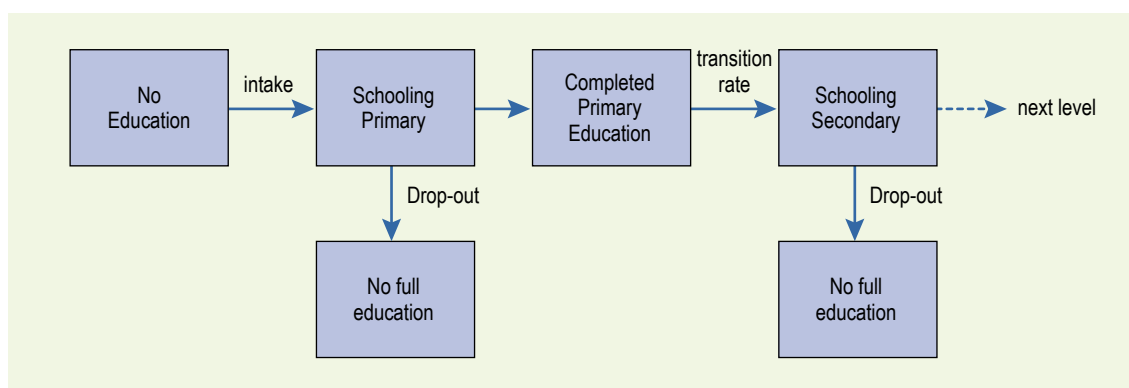 No
Education
intake
Schooling
Primary
Completed
Primary
Education
transition
rate
Schooling
Secondary
next level
Drop-out
Drop-out
No full
education
No full
education